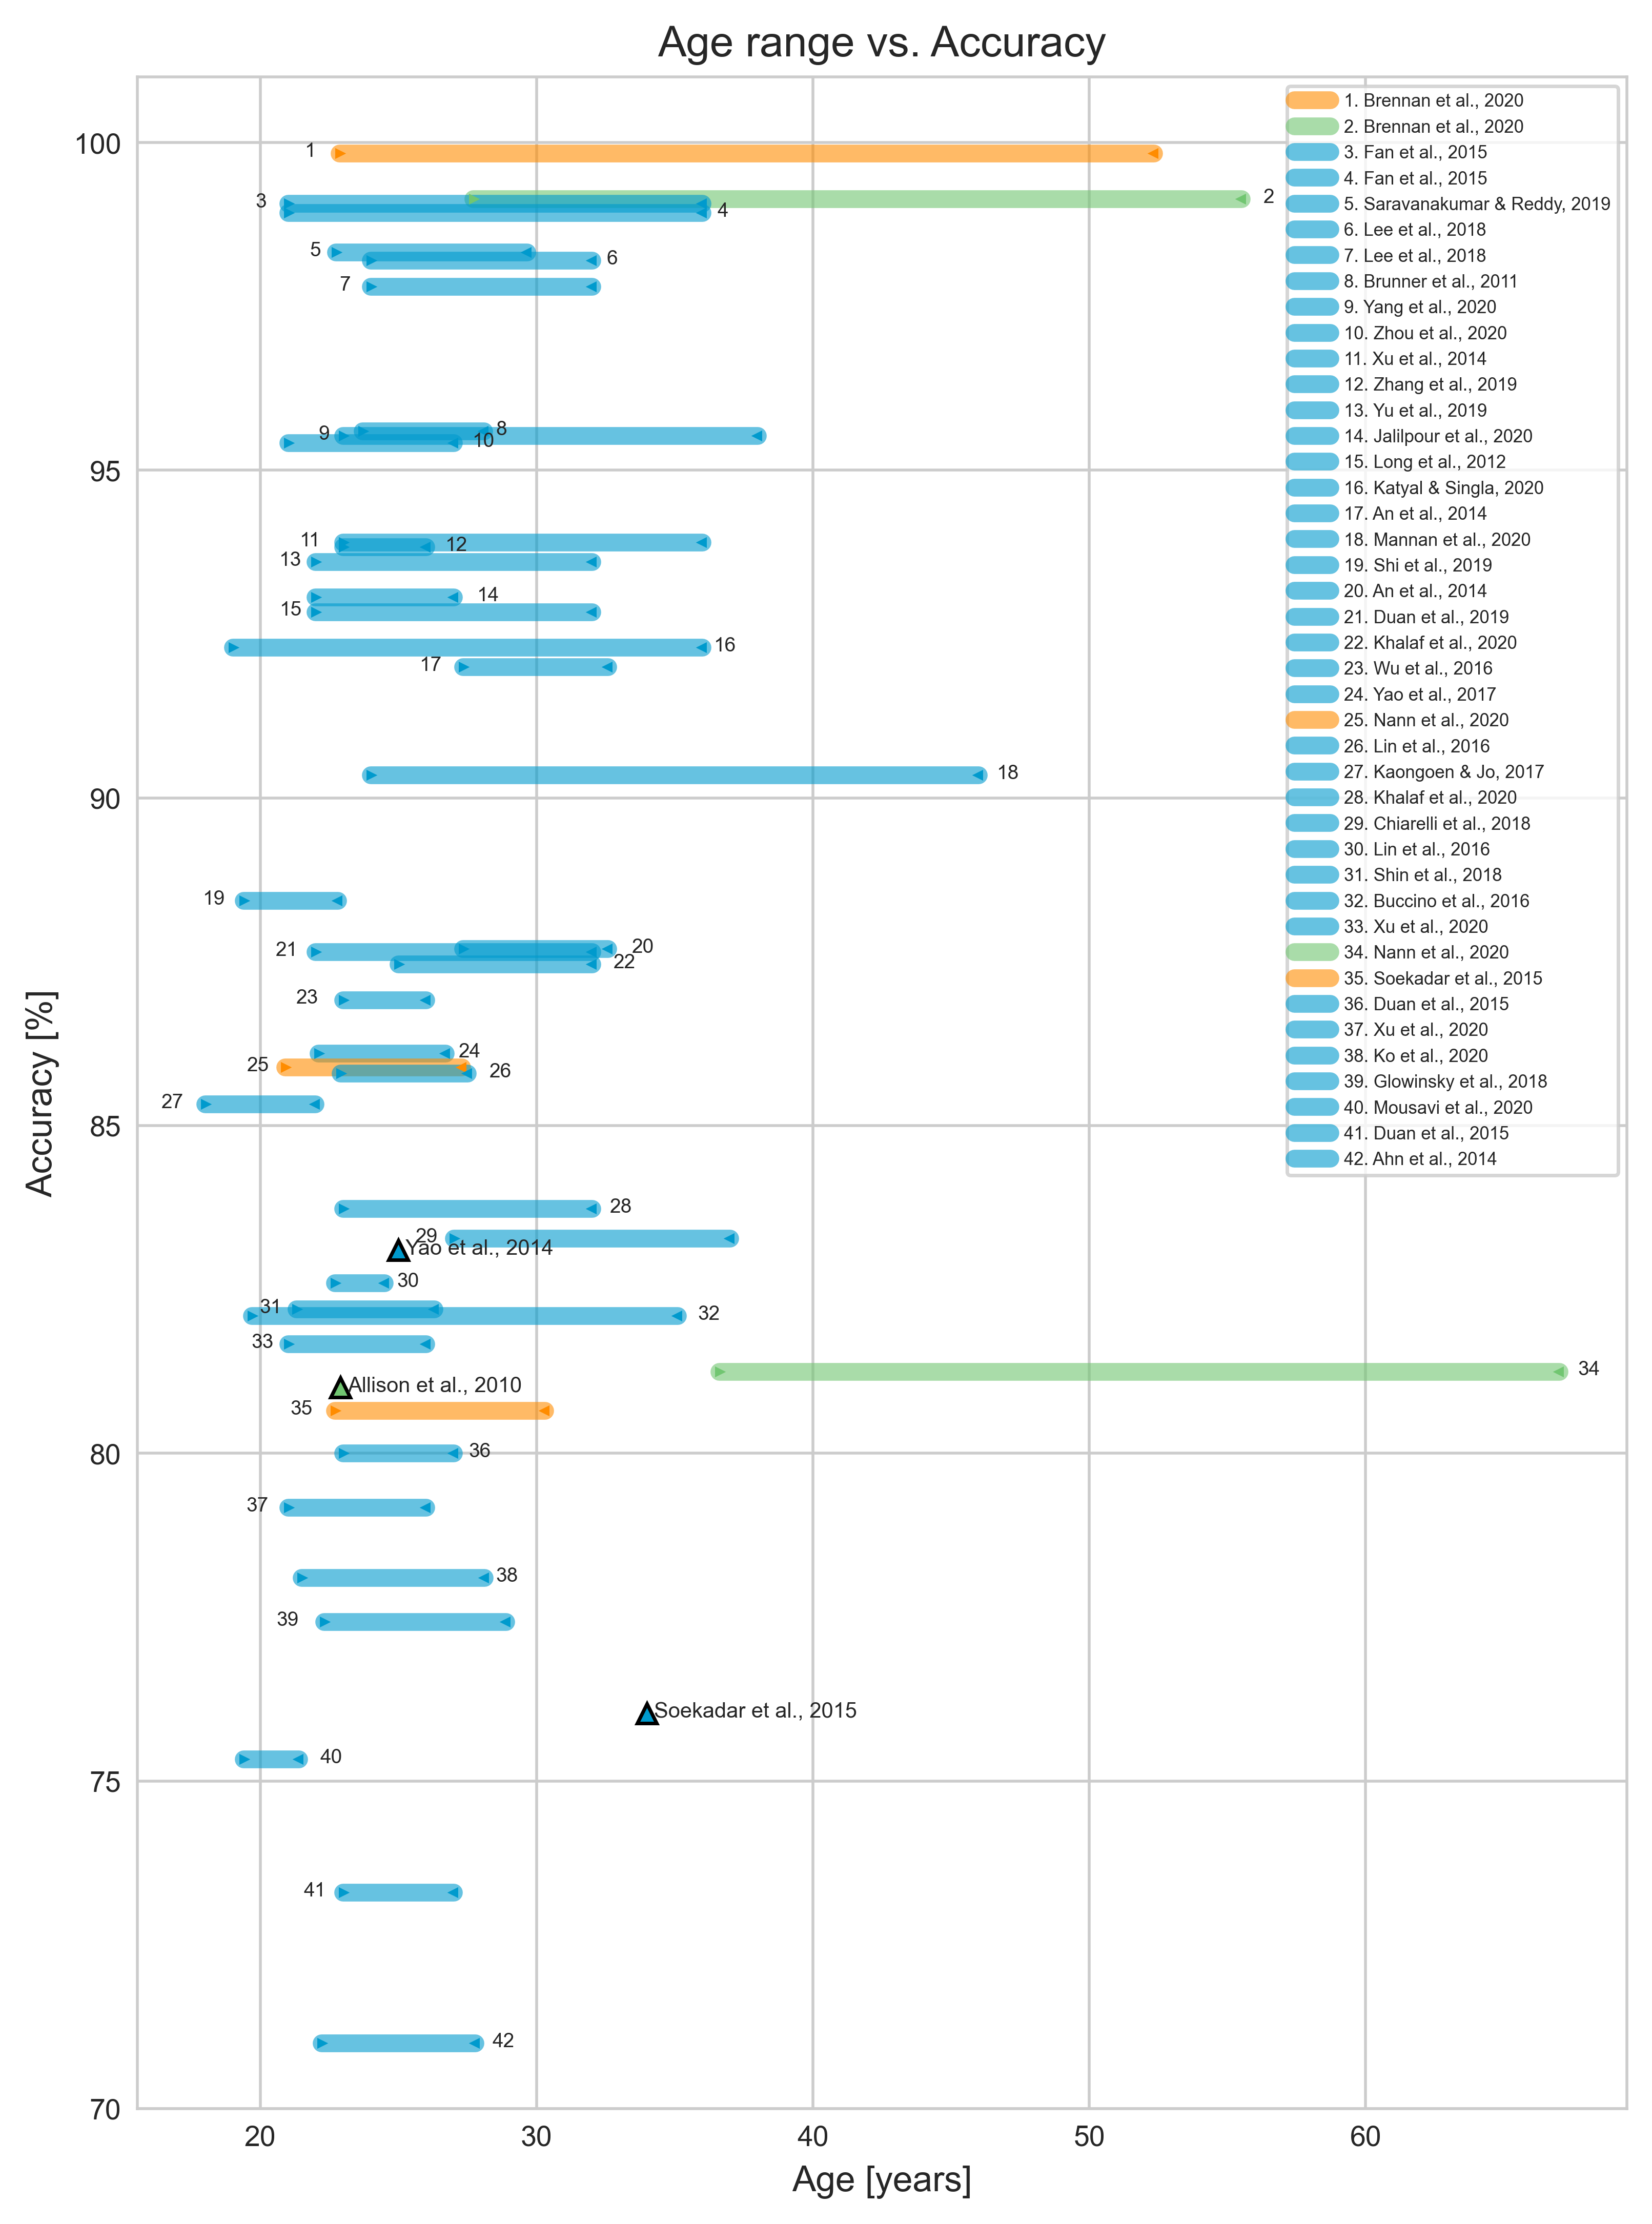 Age range vs. Accuracy
Accuracy [%]
100
95
90
85
80
75
70
20
30
40
50
60
Age [years]
1
2
3
4
5
6
7
8
9
10
11
12
13
14
15
16
17
18
19
20
21
22
23
24
25
26
27
28
29
Yao et al., 2014
30
31
32
33
34
Allison et al., 2010
35
36
37
38
39
Soekadar et al., 2015
40
41
42
1. Brennan et al., 2020
2. Brennan et al., 2020
3. Fan et al., 2015
4. Fan et al., 2015
5. Saravanakumar & Reddy, 2019
6. Lee et al., 2018
7. Lee et al., 2018
8. Brunner et al., 2011
9. Yang et al., 2020
10. Zhou et al., 2020
11. Xu et al., 2014
12. Zhang et al., 2019
13. Yu et al., 2019
14. Jalilpour et al., 2020
15. Long et al., 2012
16. Katyal & Singla, 2020
17. An et al., 2014
18. Mannan et al., 2020
19. Shi et al., 2019
20. An et al., 2014
21. Duan et al., 2019
22. Khalaf et al., 2020
23. Wu et al., 2016
24. Yao et al., 2017
25. Nann et al., 2020
26. Lin et al., 2016
27. Kaongoen & Jo, 2017
28. Khalaf et al., 2020
29. Chiarelli et al., 2018
30. Lin et al., 2016
31. Shin et al., 2018
32. Buccino et al., 2016
33. Xu et al., 2020
34. Nann et al., 2020
35. Soekadar et al., 2015
36. Duan et al., 2015
37. Xu et al., 2020
38. Ko et al., 2020
39. Glowinsky et al., 2018
40. Mousavi et al., 2020
41. Duan et al., 2015
42. Ahn et al., 2014